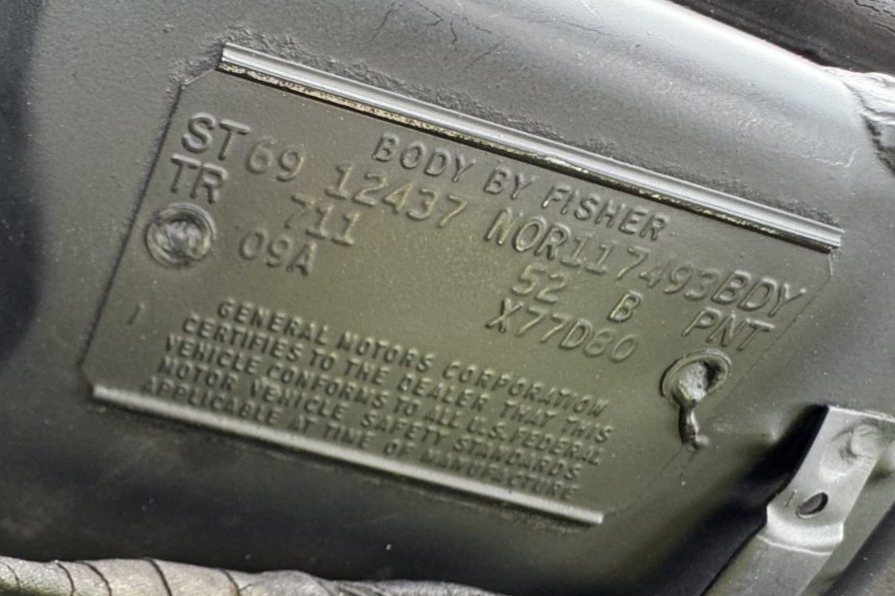 BODY BY FISHER
ST69 12437 NOR117493BDY
TR 711 52 B PNT
09A X77D80
GENERAL MOTORS CORPORATION
CERTIFIES TO THE DEALER THAT THIS
VEHICLE CONFORMS TO ALL U.S. FEDERAL
MOTOR VEHICLE SAFETY STANDARDS
APPLICABLE AT TIME OF MANUFACTURE